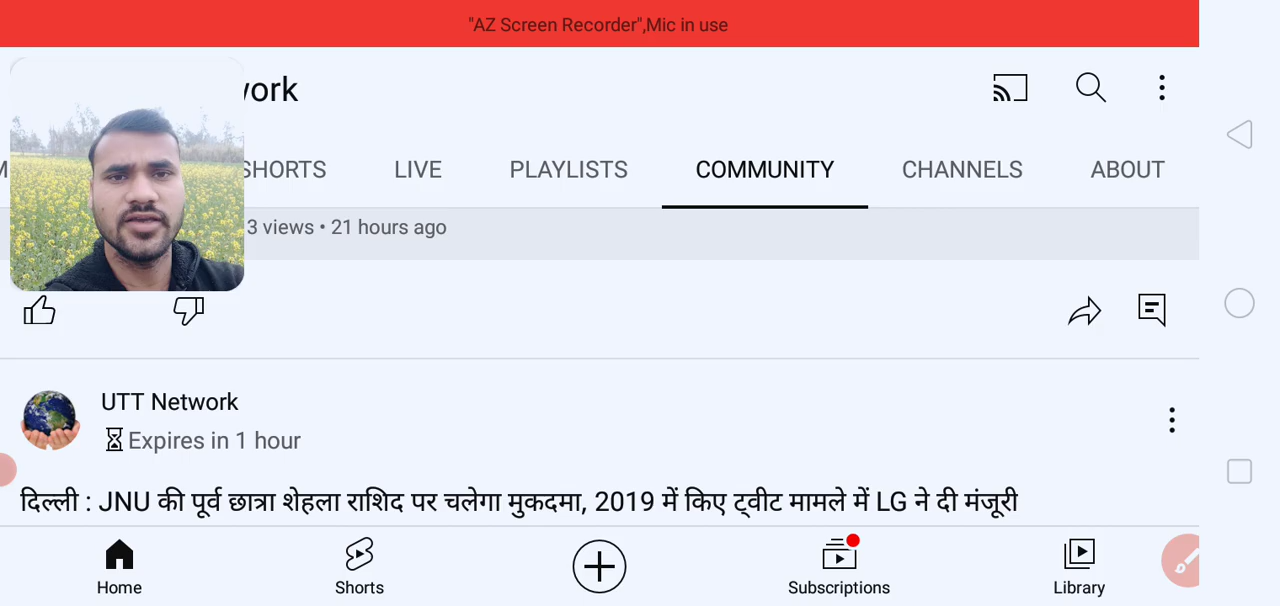 "AZ Screen Recorder",Mic in use
SHORTS LIVE PLAYLISTS COMMUNITY CHANNELS ABOUT
3 views • 21 hours ago
UTT Network
Expires in 1 hour
दिल्ली : JNU की पूर्व छात्रा शेहला राशिद पर चलेगा मुकदमा, 2019 में किए ट्वीट मामले में LG ने दी मंजूरी
Home Shorts Subscriptions Library